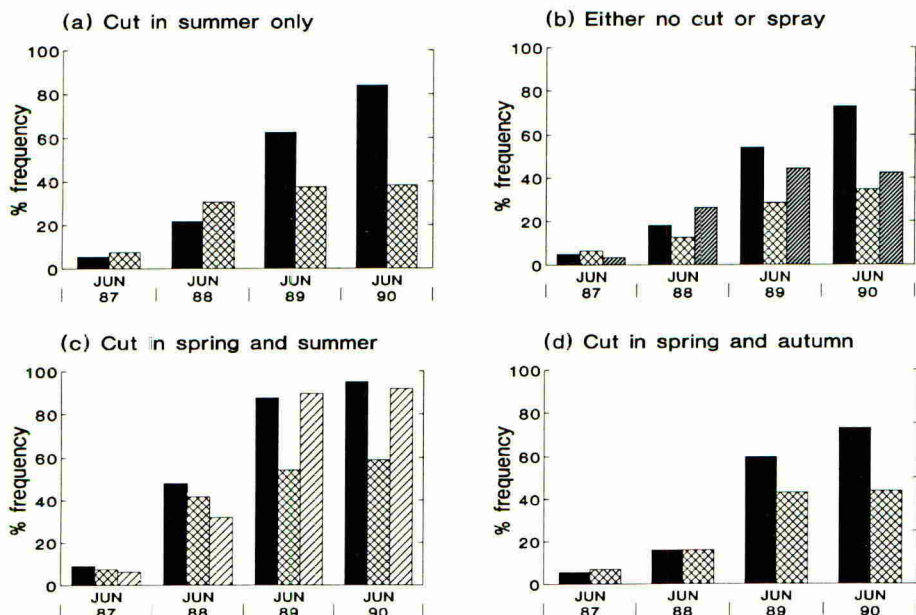 (a) Cut in summer only
100
80
60
40
20
0
% frequency
JUN JUN JUN JUN
87 88 89 90
(b) Either no cut or spray
100
80
60
40
20
0
% frequency
JUN JUN JUN JUN
87 88 89 90
(c) Cut in spring and summer
100
80
60
40
20
0
% frequency
JUN JUN JUN JUN
87 88 89 90
(d) Cut in spring and autumn
100
80
60
40
20
0
% frequency
JUN JUN JUN JUN
87 88 89 90